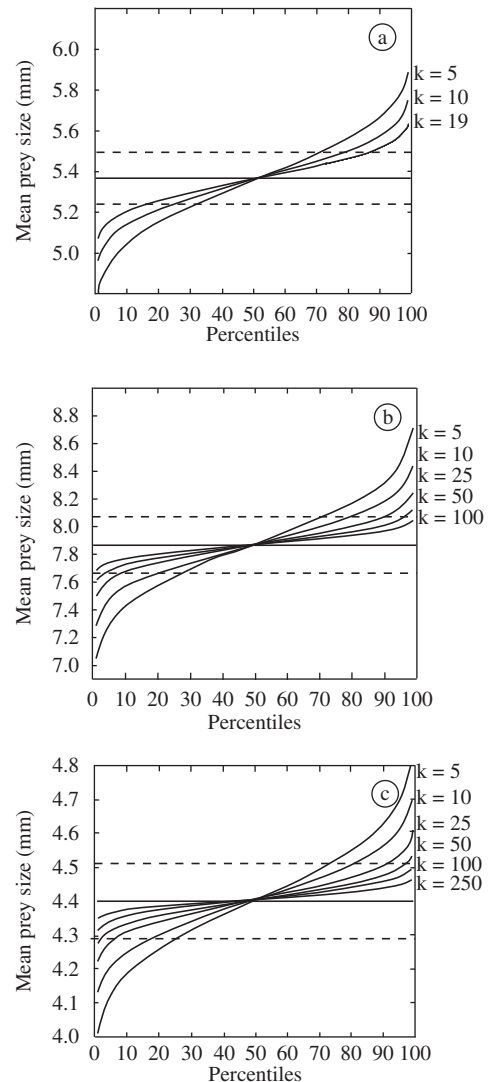 a
Mean prey size (mm)
6.0
5.8
5.6
5.4
5.2
5.0
k = 5
k = 10
k = 19
0 10 20 30 40 50 60 70 80 90 100
Percentiles
b
Mean prey size (mm)
8.8
8.6
8.4
8.2
8.0
7.8
7.6
7.4
7.2
7.0
k = 5
k = 10
k = 25
k = 50
k = 100
0 10 20 30 40 50 60 70 80 90 100
Percentiles
c
Mean prey size (mm)
4.8
4.7
4.6
4.5
4.4
4.3
4.2
4.1
4.0
k = 5
k = 10
k = 25
k = 50
k = 100
k = 250
0 10 20 30 40 50 60 70 80 90 100
Percentiles